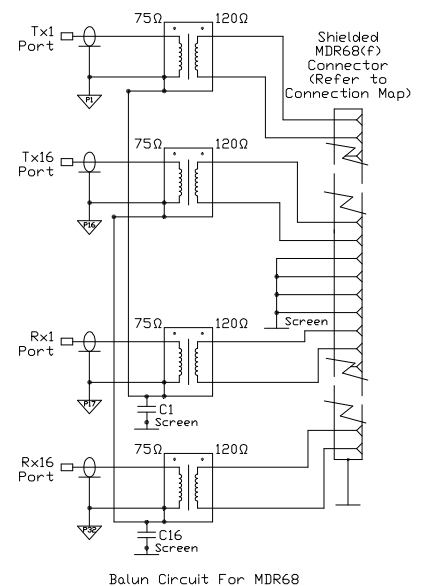 Tx1
Port
75Ω
120Ω
Shielded
MDR68(f)
Connector
(Refer to
Connection Map)
P1
Tx16
Port
75Ω
120Ω
P16
Screen
Rx1
Port
75Ω
120Ω
P17
C1
Screen
Rx16
Port
75Ω
120Ω
P32
C16
Screen
Balun Circuit For MDR68